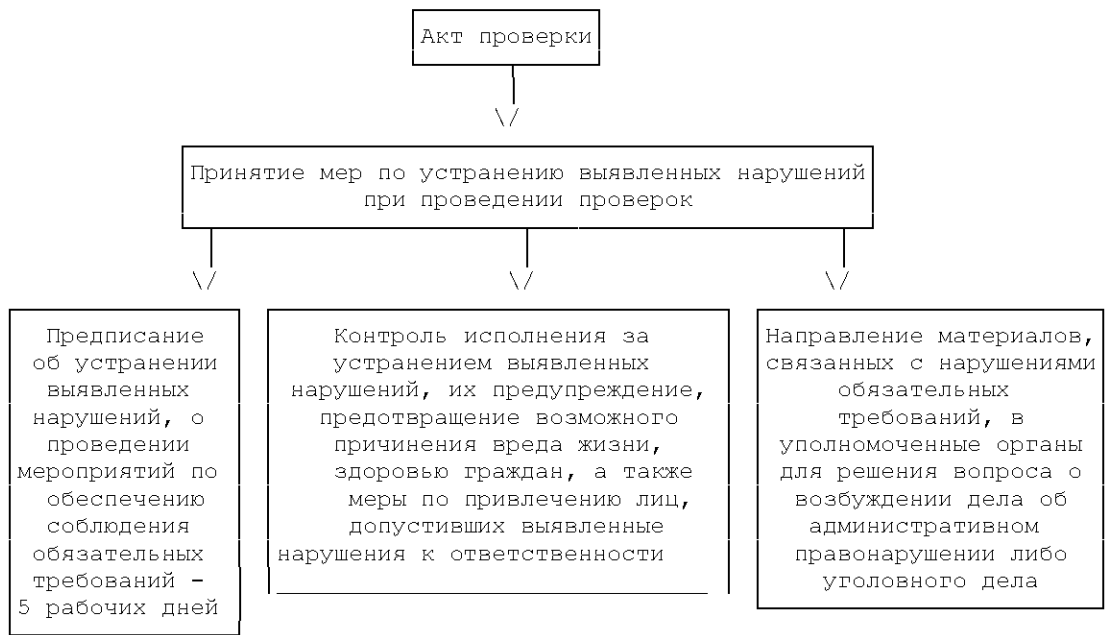 Акт проверки
Принятие мер по устранению выявленных нарушений
при проведении проверок
Предписание
об устранении
выявленных
нарушений, о
проведении
мероприятий по
обеспечению
соблюдения
обязательных
требований -
5 рабочих дней
Контроль исполнения за
устранием выявленных
нарушений, их предупреждение,
предотвращение возможного
причинения вреда жизни,
здоровью граждан, а также
меры по привлечению лиц,
допустивших выявленные
нарушения к ответственности
Направление материалов,
связанных с нарушениями
обязательных
требований, в
уполномоченные органы
для решения вопроса о
возбуждении дела об
административном
правонарушении либо
уголовного дела